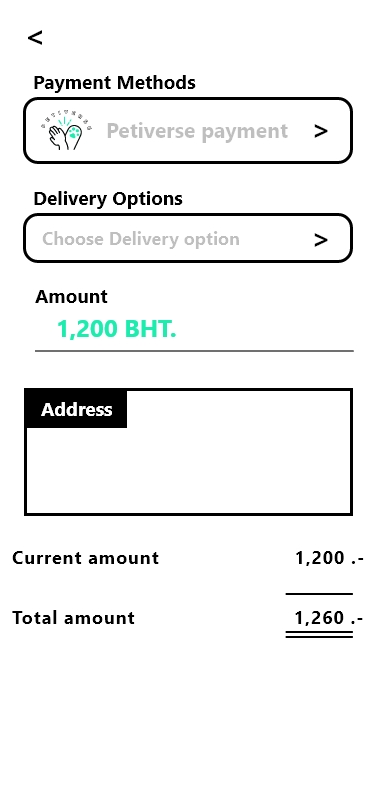 <
Payment Methods
PETIVERSE
Petiverse payment >
Delivery Options
Choose Delivery option >
Amount
1,200 BHT.
Address
Current amount 1,200 .-
Total amount 1,260 .-